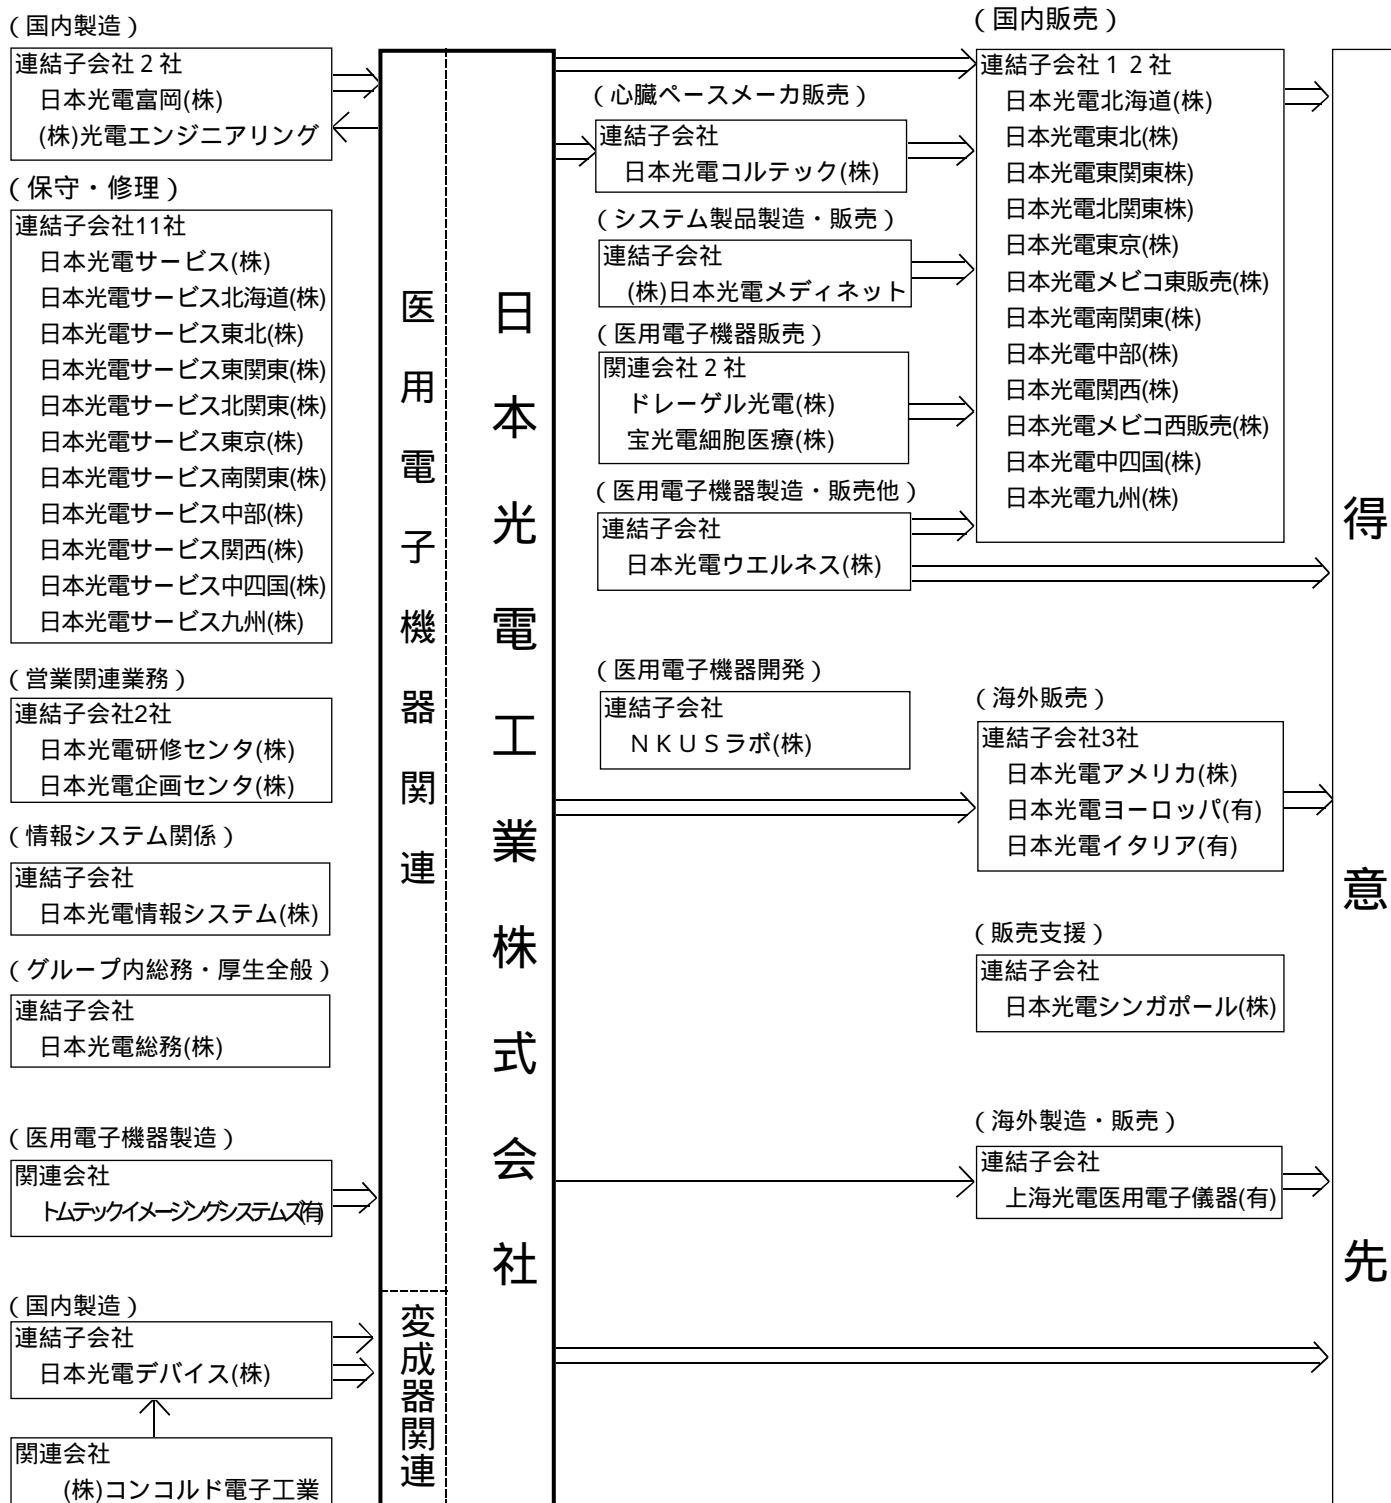 （国内製造）
連結子会社２社
日本光電富岡(株)
(株)光電エンジニアリング
（保守・修理）
連結子会社11社
日本光電サービス(株)
日本光電サービス北海道(株)
日本光電サービス東北(株)
日本光電サービス東関東(株)
日本光電サービス北関東(株)
日本光電サービス東京(株)
日本光電サービス南関東(株)
日本光電サービス中部(株)
日本光電サービス関西(株)
日本光電サービス中四国(株)
日本光電サービス九州(株)
（営業関連業務）
連結子会社2社
日本光電研修センタ(株)
日本光電企画センタ(株)
（情報システム関係）
連結子会社
日本光電情報システム(株)
（グループ内総務・厚生全般）
連結子会社
日本光電総務(株)
（医用電子機器製造）
関連会社
トムテックイメージングシステムズ(有)
（国内製造）
連結子会社
日本光電デバイス(株)
関連会社
(株)コンコルド電子工業
医用電子機器関連
変成器関連
日本光電工業株式会社
（心臓ペースメーカ販売）
連結子会社
日本光電コルテック(株)
（システム製品製造・販売）
連結子会社
(株)日本光電メディネット
（医用電子機器販売）
関連会社２社
ドレーゲル光電(株)
宝光電細胞医療(株)
（医用電子機器製造・販売他）
連結子会社
日本光電ウエルネス(株)
（医用電子機器開発）
連結子会社
ＮＫＵＳラボ(株)
（国内販売）
連結子会社１２社
日本光電北海道(株)
日本光電東北(株)
日本光電東関東株)
日本光電北関東株)
日本光電東京(株)
日本光電メビコ東販売(株)
日本光電南関東(株)
日本光電中部(株)
日本光電関西(株)
日本光電メビコ西販売(株)
日本光電中四国(株)
日本光電九州(株)
（海外販売）
連結子会社3社
日本光電アメリカ(株)
日本光電ヨーロッパ(有)
日本光電イタリア(有)
（販売支援）
連結子会社
日本光電シンガポール(株)
（海外製造・販売）
連結子会社
上海光電医用電子儀器(有)
得意先